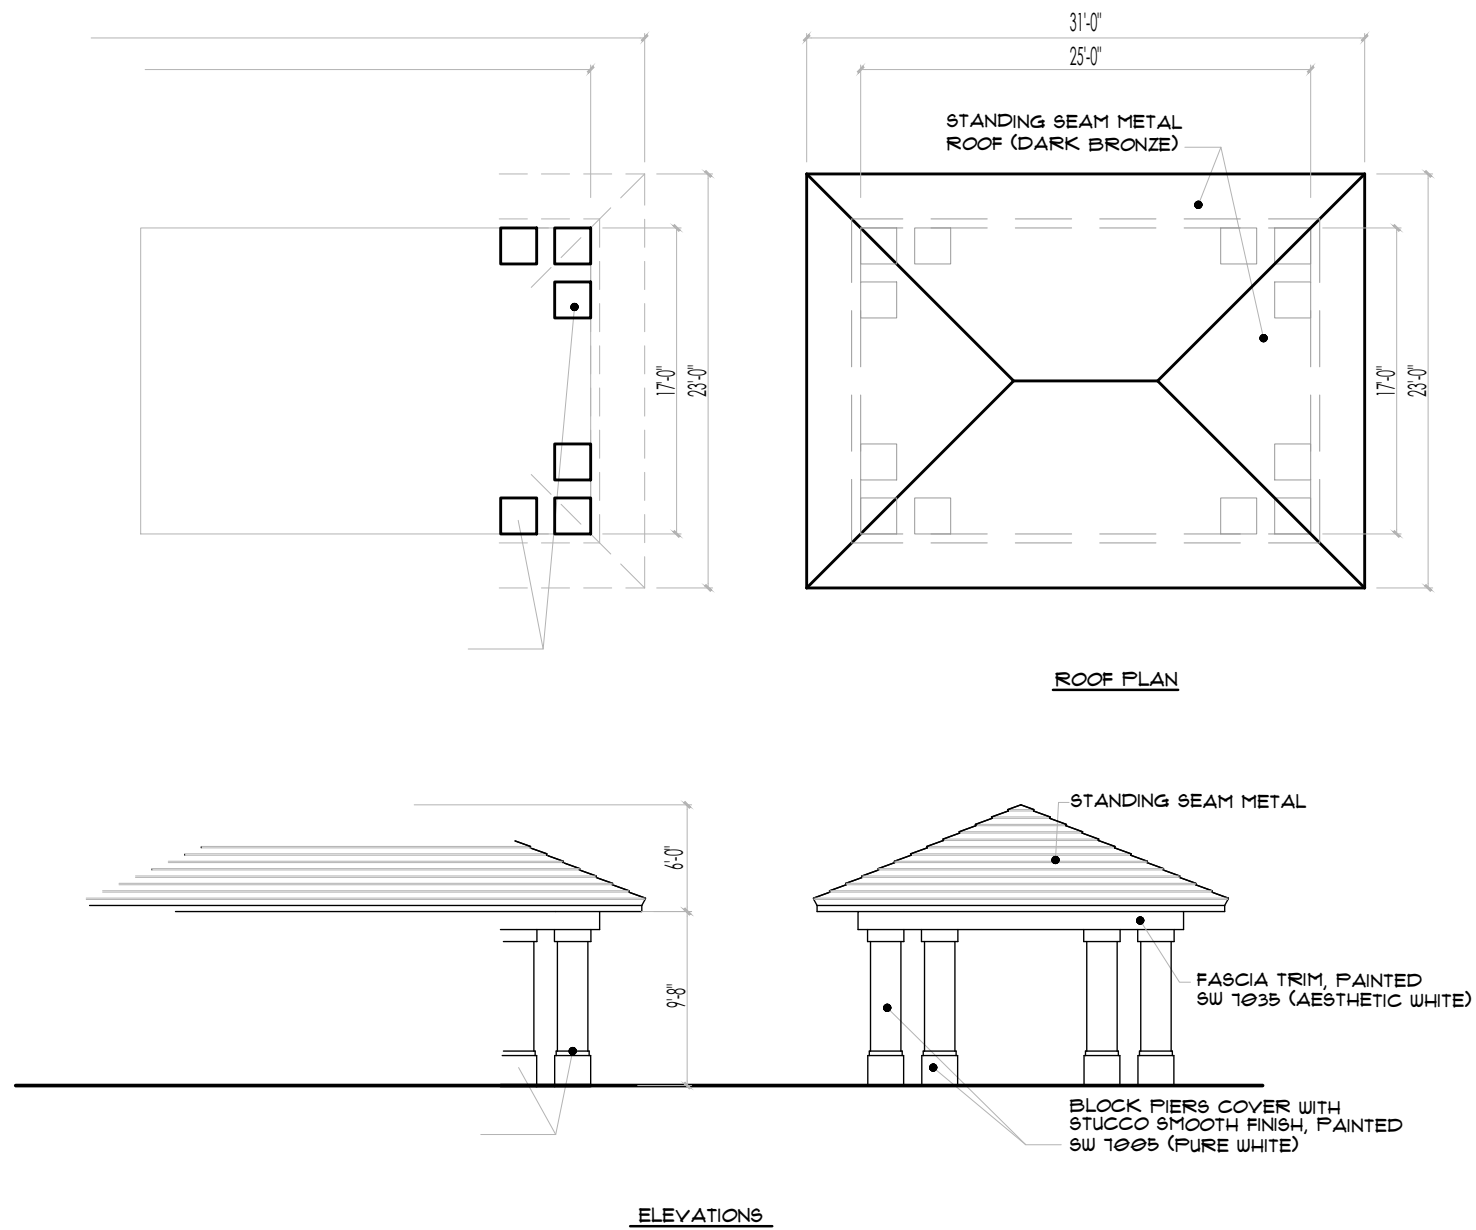 31'-0"
25'-0"
STANDING SEAM METAL
ROOF (DARK BRONZE)
17'-0"
23'-0"
17'-0"
23'-0"
ROOF PLAN
6'-0"
9'-8"
STANDING SEAM METAL
FASCIA TRIM, PAINTED
SW 7035 (AESTHETIC WHITE)
BLOCK PIERS COVER WITH
STUCCO SMOOTH FINISH, PAINTED
SW 7005 (PURE WHITE)
ELEVATIONS